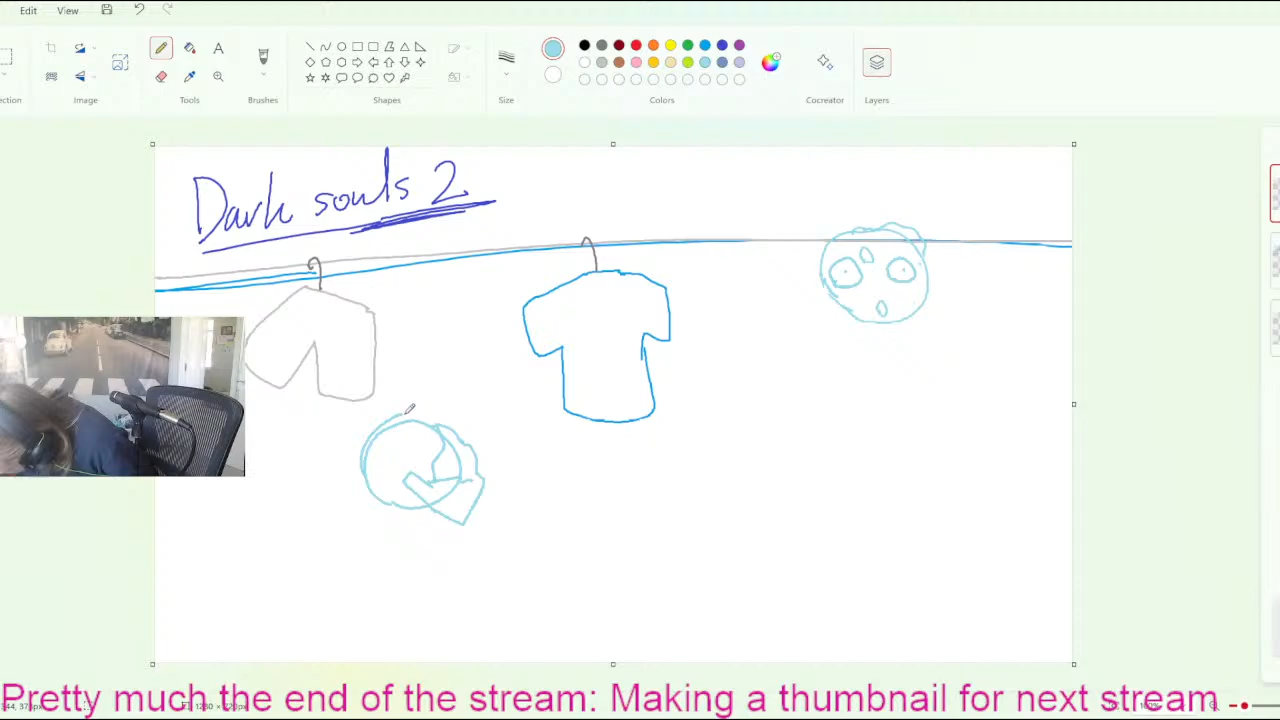 Edit View
Image Tools Brushes Shapes Size Colors Cocreator Layers
Dark souls 2
Pretty much the end of the stream: Making a thumbnail for next stream